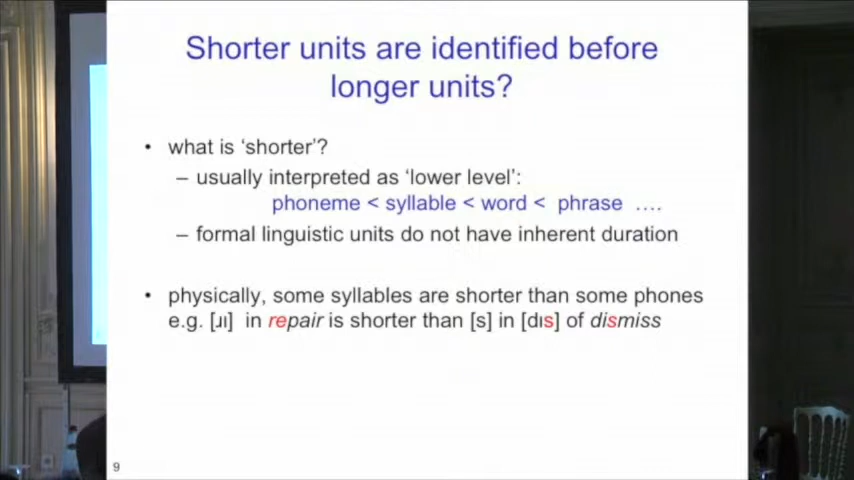 Shorter units are identified before
longer units?
• what is ‘shorter’?
– usually interpreted as ‘lower level’:
phoneme < syllable < word < phrase ….
– formal linguistic units do not have inherent duration
• physically, some syllables are shorter than some phones
e.g. [ɹɪ] in repair is shorter than [s] in [dɪs] of dismiss
9